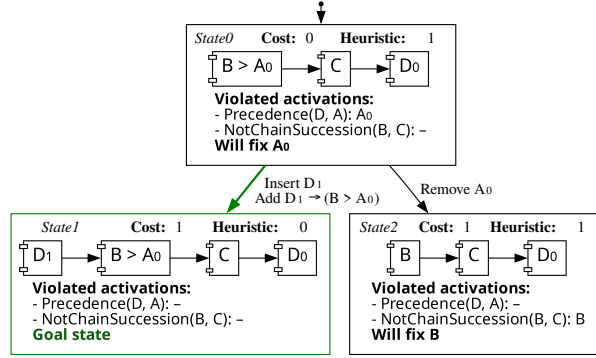 State0 Cost: 0 Heuristic: 1
B > A₀ C D₀
Violated activations:
- Precedence(D, A): A₀
- NotChainSuccession(B, C): –
Will fix A₀
Insert D₁
Add D₁ → (B > A₀)
Remove A₀
State1 Cost: 1 Heuristic: 0
D₁ B > A₀ C D₀
Violated activations:
- Precedence(D, A): –
- NotChainSuccession(B, C): –
Goal state
State2 Cost: 1 Heuristic: 1
B C D₀
Violated activations:
- Precedence(D, A): –
- NotChainSuccession(B, C): B
Will fix B